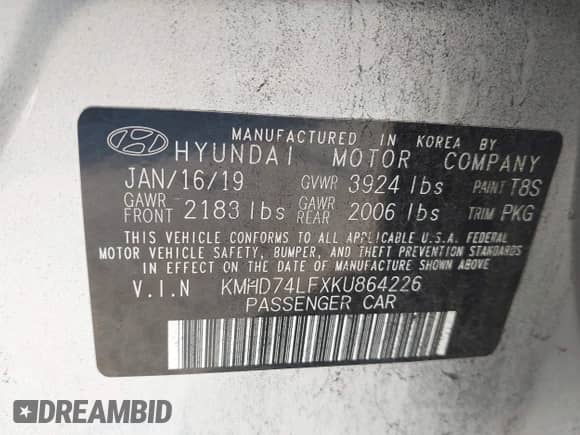 MANUFACTURED IN KOREA BY
HYUNDAI MOTOR COMPANY
JAN/16/19 GVWR 3924 lbs PAINT T8S
GAWR FRONT 2183 lbs GAWR REAR 2006 lbs TRIM PKG
THIS VEHICLE CONFORMS TO ALL APPLICABLE U.S.A. FEDERAL
MOTOR VEHICLE SAFETY, BUMPER, AND THEFT PREVENTION STANDARDS
IN EFFECT ON THE DATE OF MANUFACTURE SHOWN ABOVE.
V.I.N KMHD74LFXKU864226
PASSENGER CAR
DREAMBID